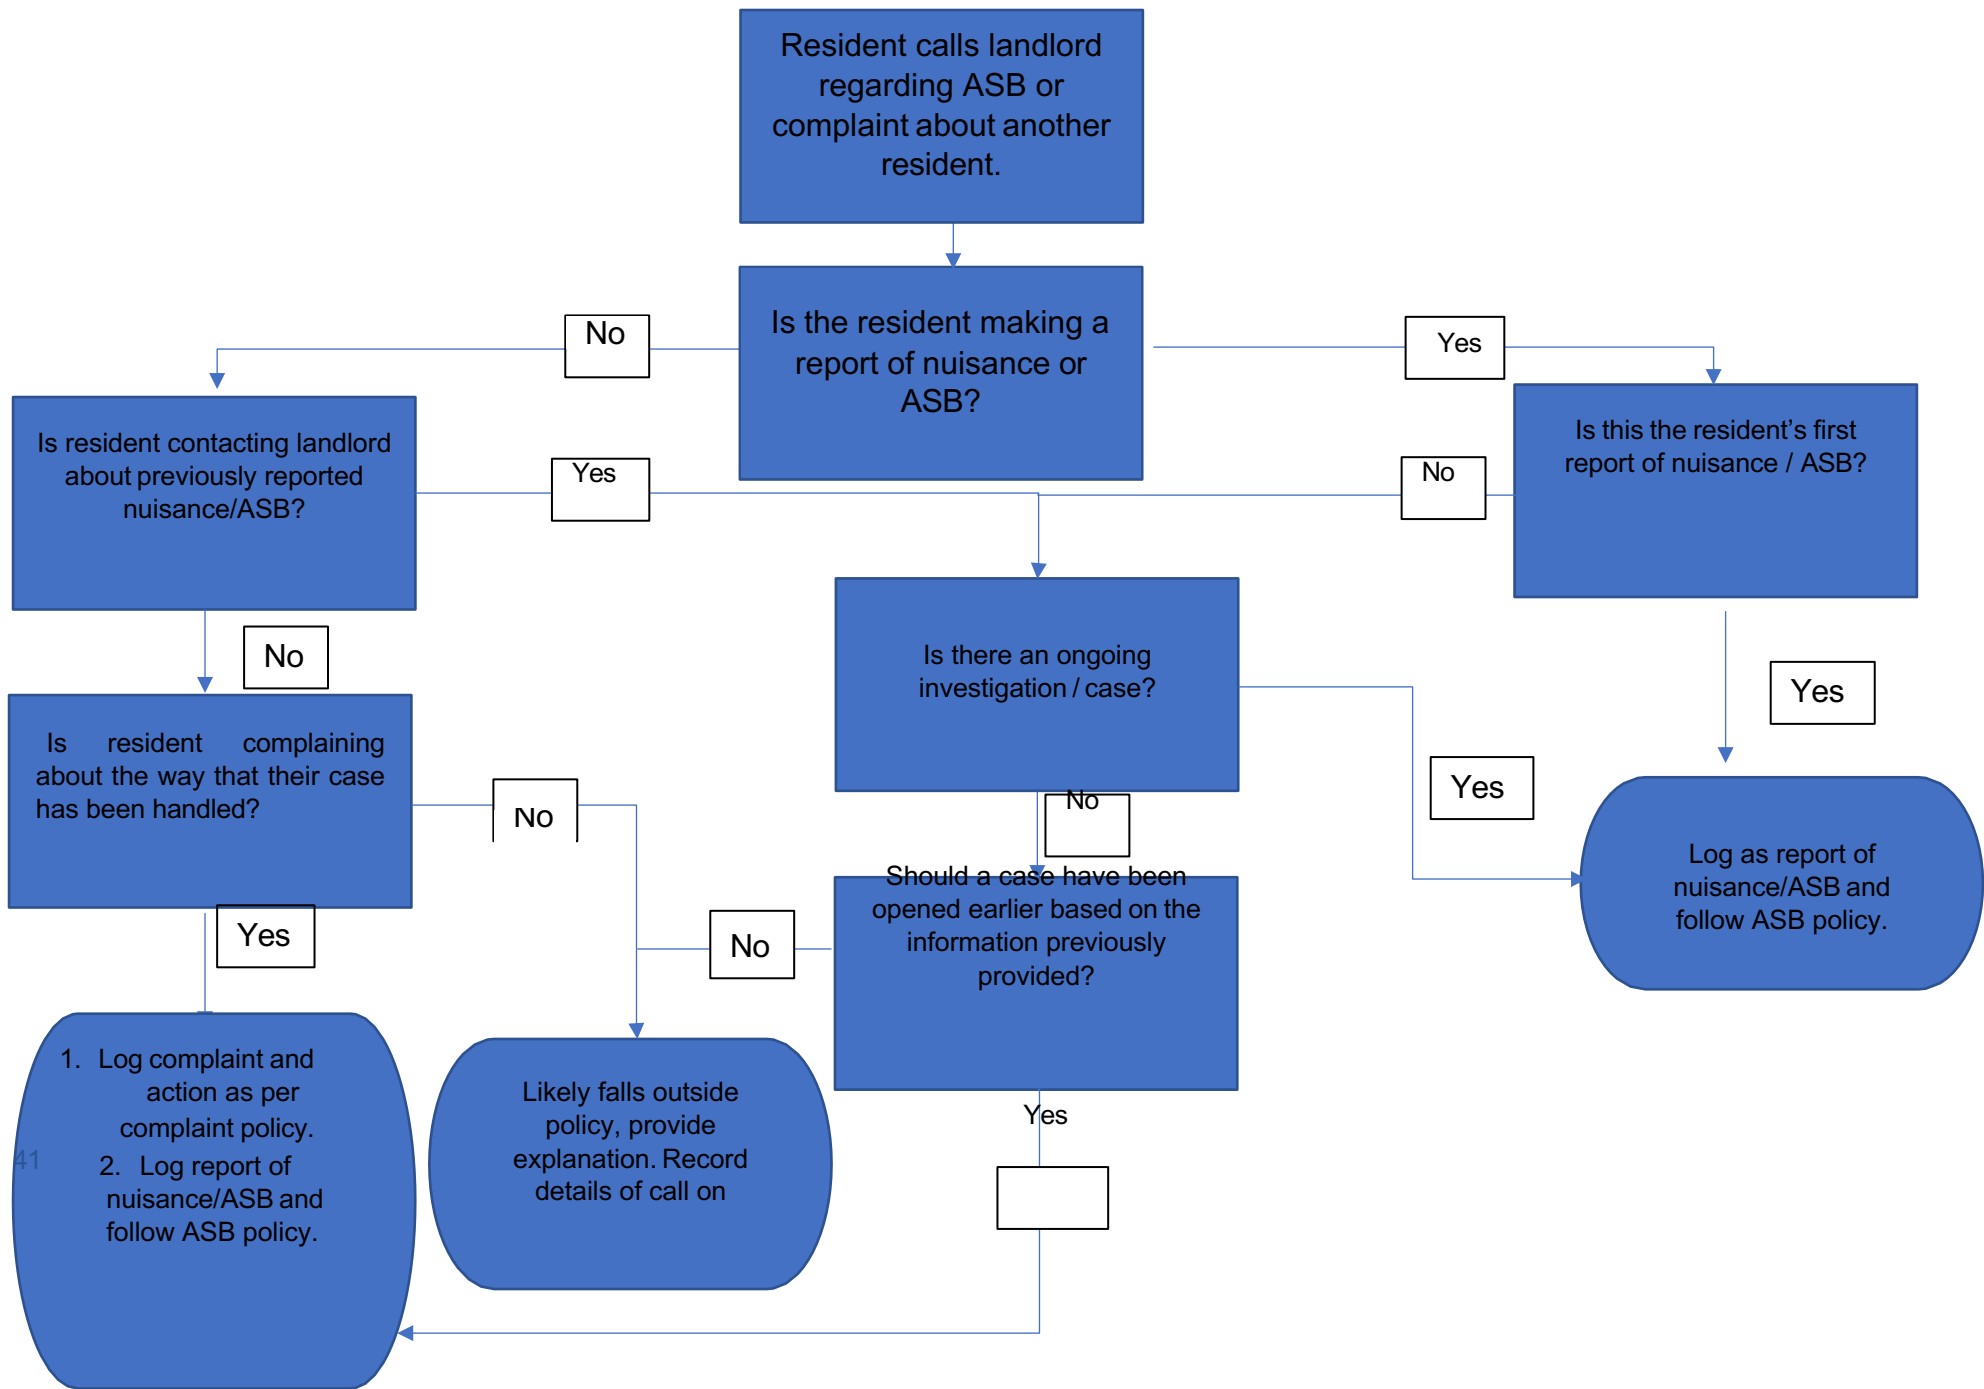 Resident calls landlord
regarding ASB or
complaint about another
resident.
Is the resident making a
report of nuisance or
ASB?
No
Yes
Is resident contacting landlord
about previously reported
nuisance/ASB?
Yes
No
Is this the resident’s first
report of nuisance / ASB?
No
Is there an ongoing
investigation / case?
Yes
Yes
Is resident complaining
about the way that their case
has been handled?
No
No
Should a case have been
opened earlier based on the
information previously
provided?
No
Log as report of
nuisance/ASB and
follow ASB policy.
Yes
1. Log complaint and
action as per
complaint policy.
2. Log report of
nuisance/ASB and
follow ASB policy.
41
Likely falls outside
policy, provide
explanation. Record
details of call on
Yes